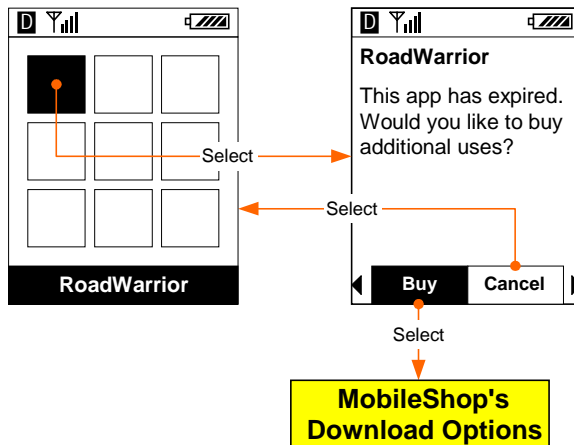 D
D
RoadWarrior
This app has expired.
Would you like to buy
additional uses?
Select
Select
RoadWarrior
Buy
Cancel
Select
MobileShop's
Download Options